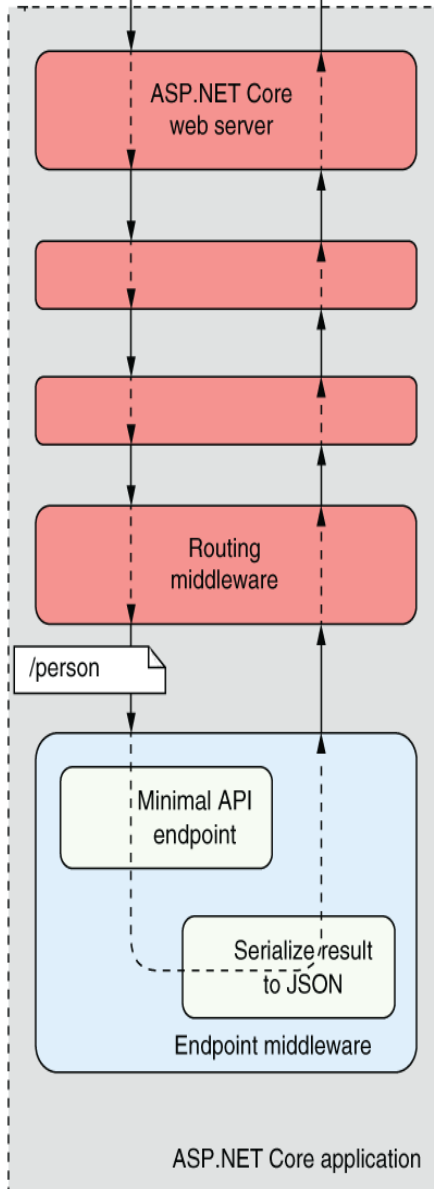 ASP.NET Core
web server
Routing
middleware
/person
Minimal API
endpoint
Serialize result
to JSON
Endpoint middleware
ASP.NET Core application